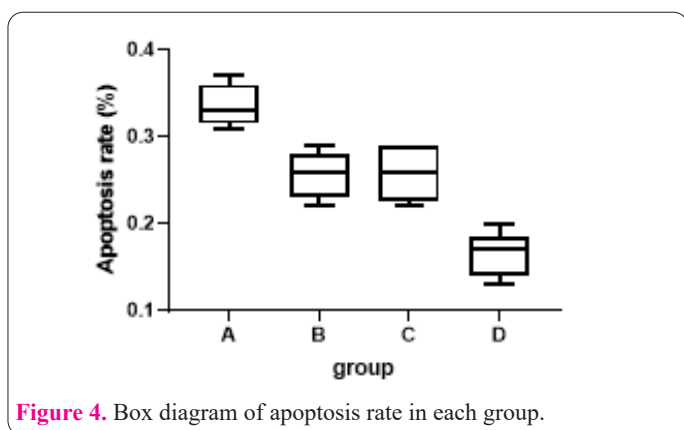 0.4
0.3
0.2
0.1
Apoptosis rate (%)
A B C D
group
Figure 4. Box diagram of apoptosis rate in each group.